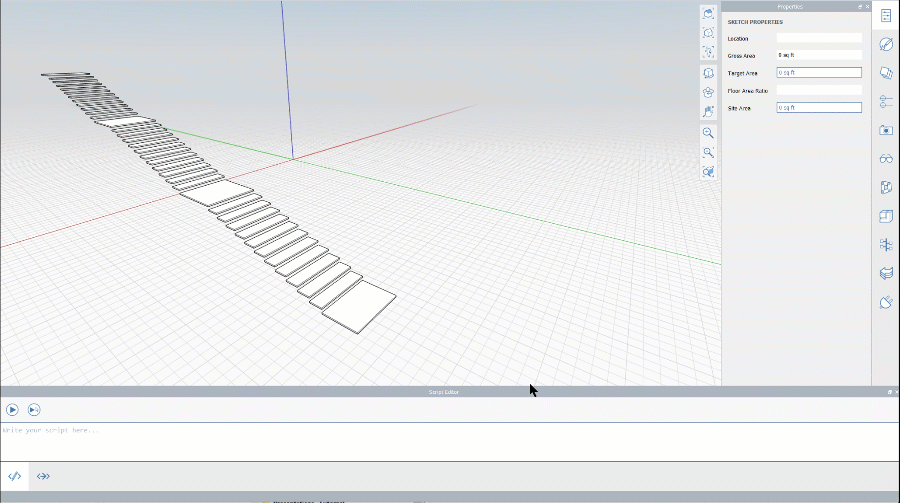 Properties
SKETCH PROPERTIES
Location
Gross Area
0 sq ft
Target Area
0 sq ft
Floor Area Ratio
Site Area
0 sq ft
Script Editor
Write your script here...